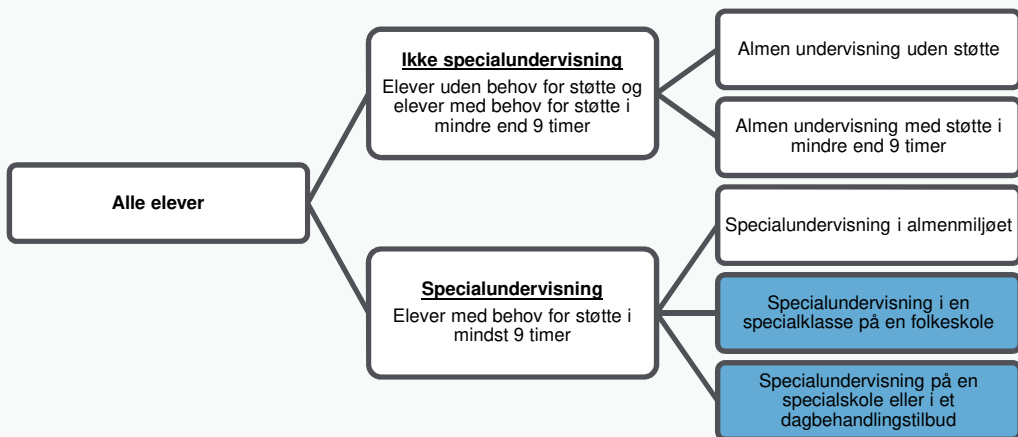 Alle elever
Ikke specialundervisning
Elever uden behov for støtte og
elever med behov for støtte i
mindre end 9 timer
Almen undervisning uden støtte
Almen undervisning med støtte i
mindre end 9 timer
Specialundervisning
Elever med behov for støtte i
mindst 9 timer
Specialundervisning i almenmiljøet
Specialundervisning i en
specialklasse på en folkeskole
Specialundervisning på en
specialskole eller i et
dagbehandlingstilbud